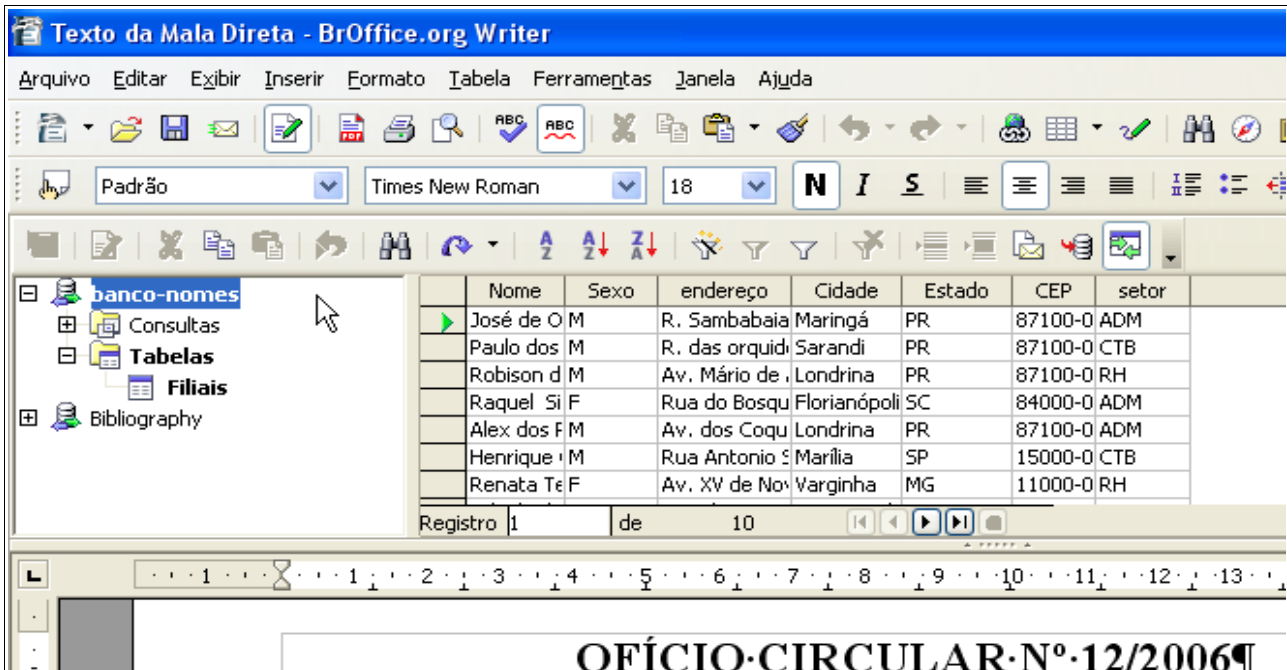 Texto da Mala Direta - BrOffice.org Writer
Arquivo Editar Exibir Inserir Formato Tabela Ferramentas Janela Ajuda
PDF ABC ABC
Padrão Times New Roman 18 N I S
A Z A Z Z A
banco-nomes
Consultas
Tabelas
Filiais
Bibliography
Nome Sexo endereço Cidade Estado CEP setor
José de O M R. Sambabaia Maringá PR 87100-0 ADM
Paulo dos M R. das orquid Sarandi PR 87100-0 CTB
Robison d M Av. Mário de Londrina PR 87100-0 RH
Raquel Si F Rua do Bosqu Florianópoli SC 84000-0 ADM
Alex dos M Av. dos Coqu Londrina PR 87100-0 ADM
Henrique M Rua Antonio S Marília SP 15000-0 CTB
Renata Te F Av. XV de No Varginha MG 11000-0 RH
Registro 1 de 10
1 1 2 3 4 5 6 7 8 9 10 11 12 13
OFÍCIO·CIRCULAR·Nº·12/2006¶